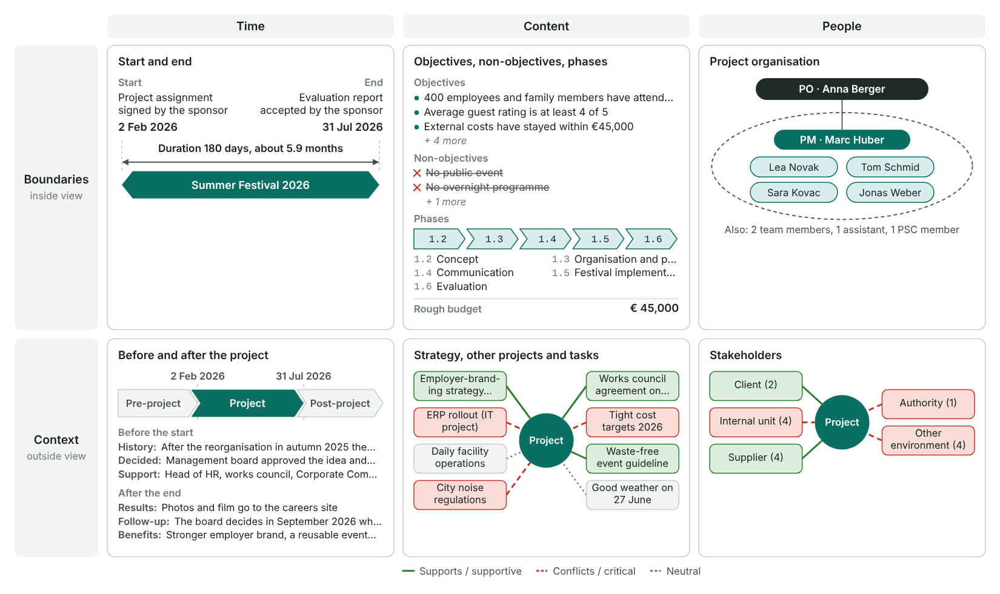 Time
Content
People
Boundaries
inside view
Start and end
Start
End
Project assignment
signed by the sponsor
Evaluation report
accepted by the sponsor
2 Feb 2026
31 Jul 2026
Duration 180 days, about 5.9 months
Summer Festival 2026
Objectives, non-objectives, phases
Objectives
400 employees and family members have attend...
Average guest rating is at least 4 of 5
External costs have stayed within €45,000
+ 4 more
Non-objectives
No public event
No overnight programme
+ 1 more
Phases
1.2 1.3 1.4 1.5 1.6
1.2 Concept
1.3 Organisation and p...
1.4 Communication
1.5 Festival implement...
1.6 Evaluation
Rough budget
€ 45,000
Project organisation
PO · Anna Berger
PM · Marc Huber
Lea Novak
Tom Schmid
Sara Kovac
Jonas Weber
Also: 2 team members, 1 assistant, 1 PSC member
Context
outside view
Before and after the project
2 Feb 2026
31 Jul 2026
Pre-project
Project
Post-project
Before the start
History: After the reorganisation in autumn 2025 the...
Decided: Management board approved the idea and...
Support: Head of HR, works council, Corporate Com...
After the end
Results: Photos and film go to the careers site
Follow-up: The board decides in September 2026 wh...
Benefits: Stronger employer brand, a reusable event...
Strategy, other projects and tasks
Employer-brand-
ing strategy...
ERP rollout (IT
project)
Daily facility
operations
City noise
regulations
Project
Works council
agreement on...
Tight cost
targets 2026
Waste-free
event guideline
Good weather on
27 June
Stakeholders
Client (2)
Internal unit (4)
Supplier (4)
Project
Authority (1)
Other
environment (4)
Supports / supportive
Conflicts / critical
Neutral